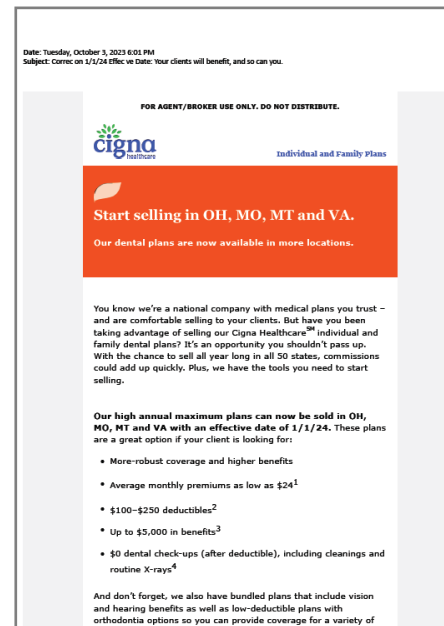 Date: Tuesday, October 3, 2023 6:01 PM
Subject: Correc on 1/1/24 Effec ve Date: Your clients will benefit, and so can you.
FOR AGENT/BROKER USE ONLY. DO NOT DISTRIBUTE.
cigna
healthcare
Individual and Family Plans
Start selling in OH, MO, MT and VA.
Our dental plans are now available in more locations.
You know we're a national company with medical plans you trust –
and are comfortable selling to your clients. But have you been
taking advantage of selling our Cigna Healthcare℠ individual and
family dental plans? It's an opportunity you shouldn't pass up.
With the chance to sell all year long in all 50 states, commissions
could add up quickly. Plus, we have the tools you need to start
selling.
Our high annual maximum plans can now be sold in OH,
MO, MT and VA with an effective date of 1/1/24. These plans
are a great option if your client is looking for:
• More-robust coverage and higher benefits
• Average monthly premiums as low as $24¹
• $100–$250 deductibles²
• Up to $5,000 in benefits³
• $0 dental check-ups (after deductible), including cleanings and
routine X-rays⁴
And don't forget, we also have bundled plans that include vision
and hearing benefits as well as low-deductible plans with
orthodontia options so you can provide coverage for a variety of